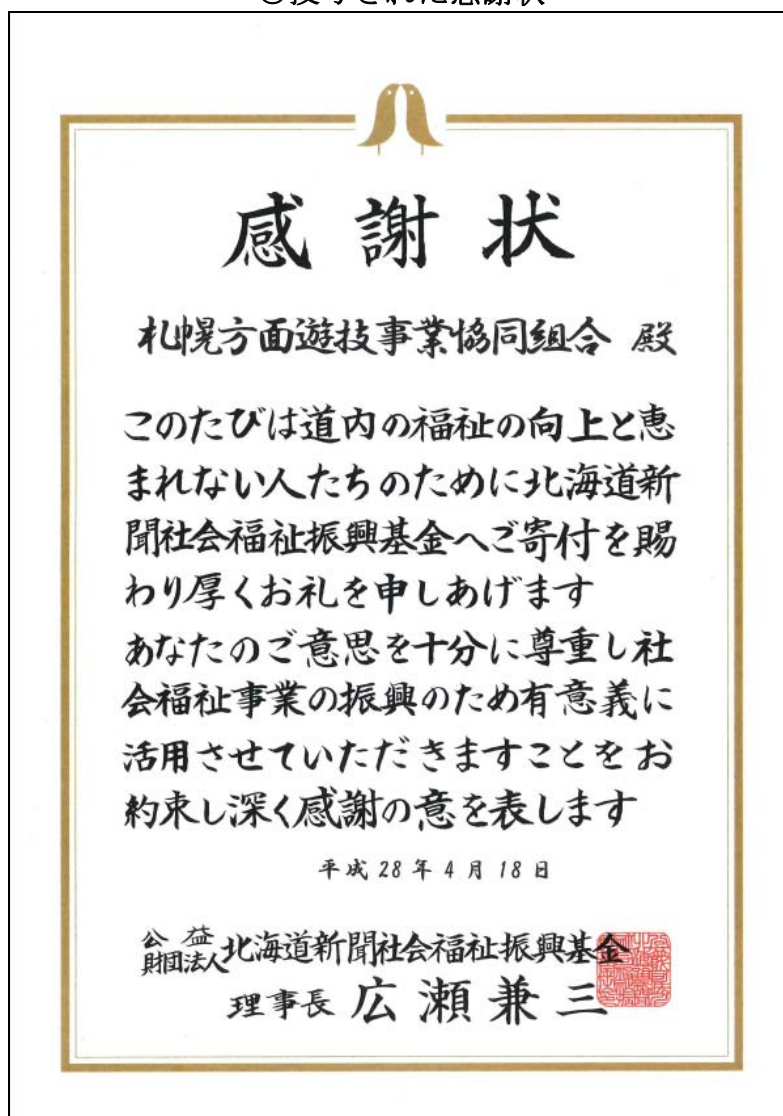 ○授与された感謝状
感謝状
札幌方面遊技事業協同組合 殿
このたびは道内の福祉の向上と恵
まれない人たちのために北海道新
聞社会福祉振興基金へご寄付を賜
わり厚くお礼を申しあげます
あなたのご意思を十分に尊重し社
会福祉事業の振興のため有意義に
活用させていただきますことをお
約束し深く感謝の意を表します
平成28年4月18日
公益財団法人北海道新聞社会福祉振興基金
理事長 広瀬兼三